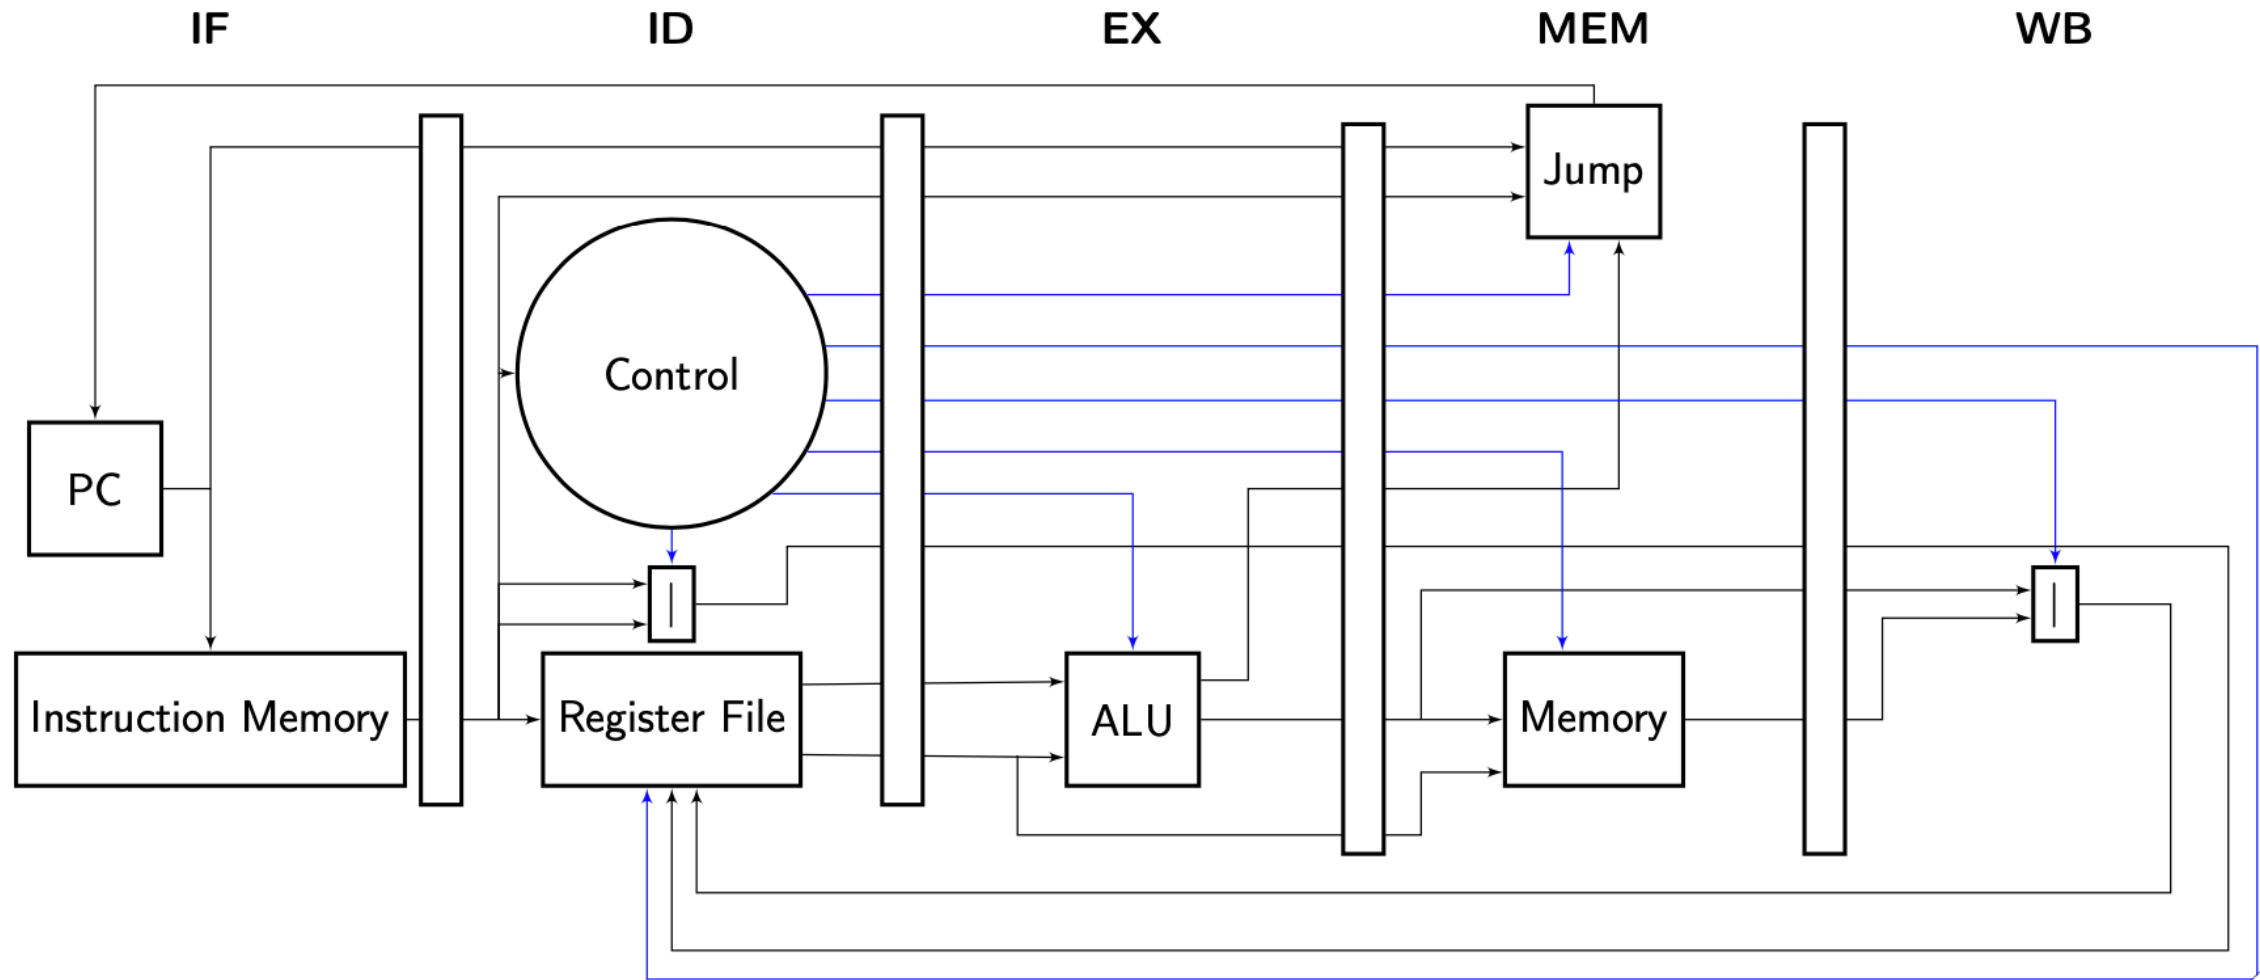 IF ID EX MEM WB
Jump
Control
PC
Instruction Memory
Register File
ALU
Memory